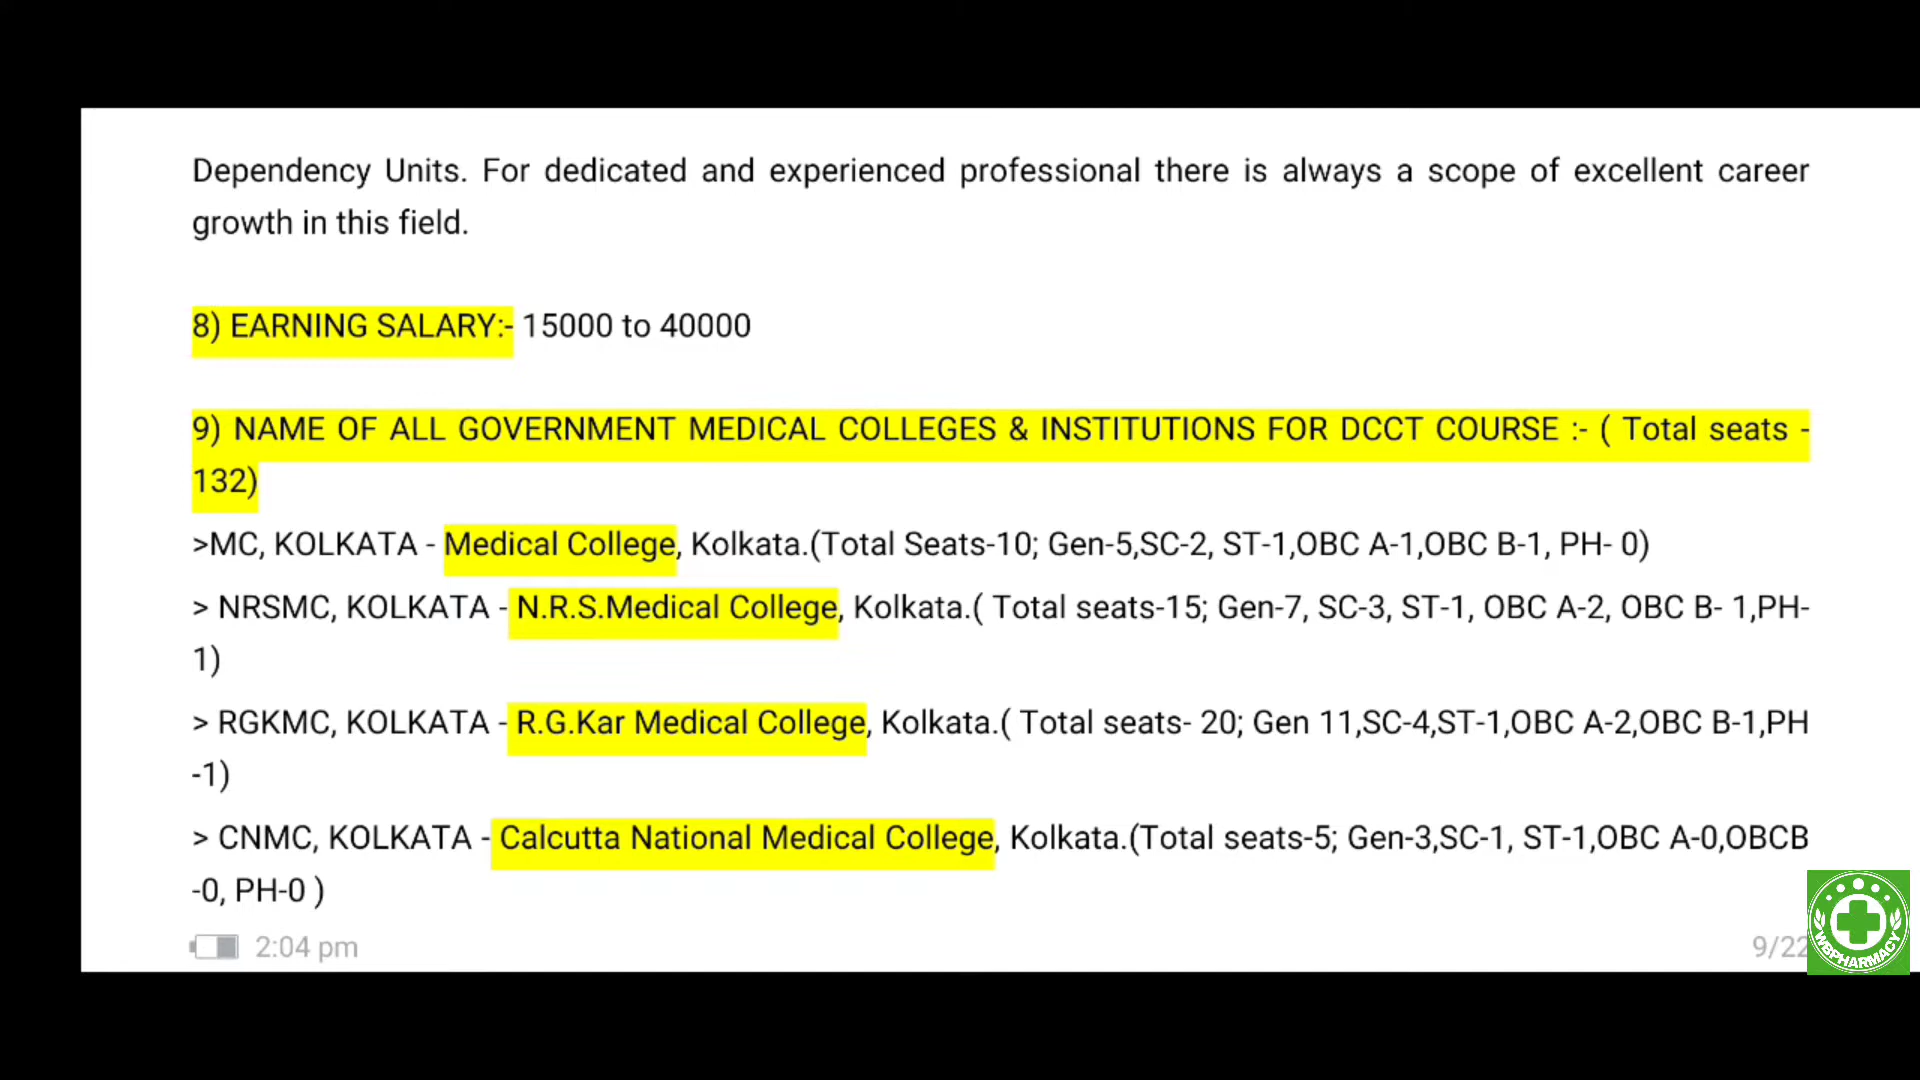 Dependency Units. For dedicated and experienced professional there is always a scope of excellent career
growth in this field.
8) EARNING SALARY:- 15000 to 40000
9) NAME OF ALL GOVERNMENT MEDICAL COLLEGES & INSTITUTIONS FOR DCCT COURSE :- ( Total seats -
132)
>MC, KOLKATA - Medical College, Kolkata.(Total Seats-10; Gen-5,SC-2, ST-1,OBC A-1,OBC B-1, PH- 0)
> NRSMC, KOLKATA - N.R.S.Medical College, Kolkata.( Total seats-15; Gen-7, SC-3, ST-1, OBC A-2, OBC B- 1,PH-
1)
> RGKMC, KOLKATA - R.G.Kar Medical College, Kolkata.( Total seats- 20; Gen 11,SC-4,ST-1,OBC A-2,OBC B-1,PH
-1)
> CNMC, KOLKATA - Calcutta National Medical College, Kolkata.(Total seats-5; Gen-3,SC-1, ST-1,OBC A-0,OBCB
-0, PH-0 )
2:04 pm
9/22
WBPHARMACY